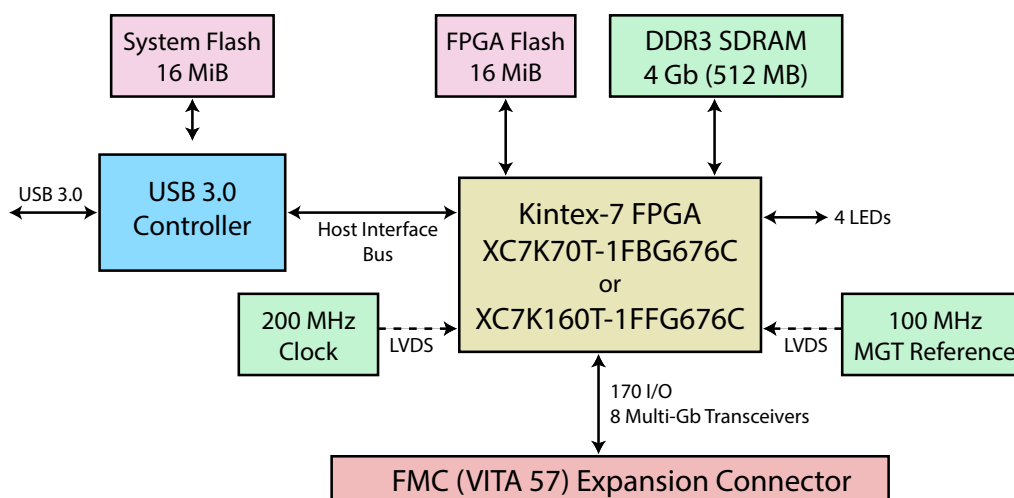 System Flash
16 MiB
FPGA Flash
16 MiB
DDR3 SDRAM
4 Gb (512 MB)
USB 3.0
USB 3.0
Controller
Host Interface
Bus
Kintex-7 FPGA
XC7K70T-1FBG676C
or
XC7K160T-1FFG676C
4 LEDs
200 MHz
Clock
LVDS
LVDS
100 MHz
MGT Reference
170 I/O
8 Multi-Gb Transceivers
FMC (VITA 57) Expansion Connector